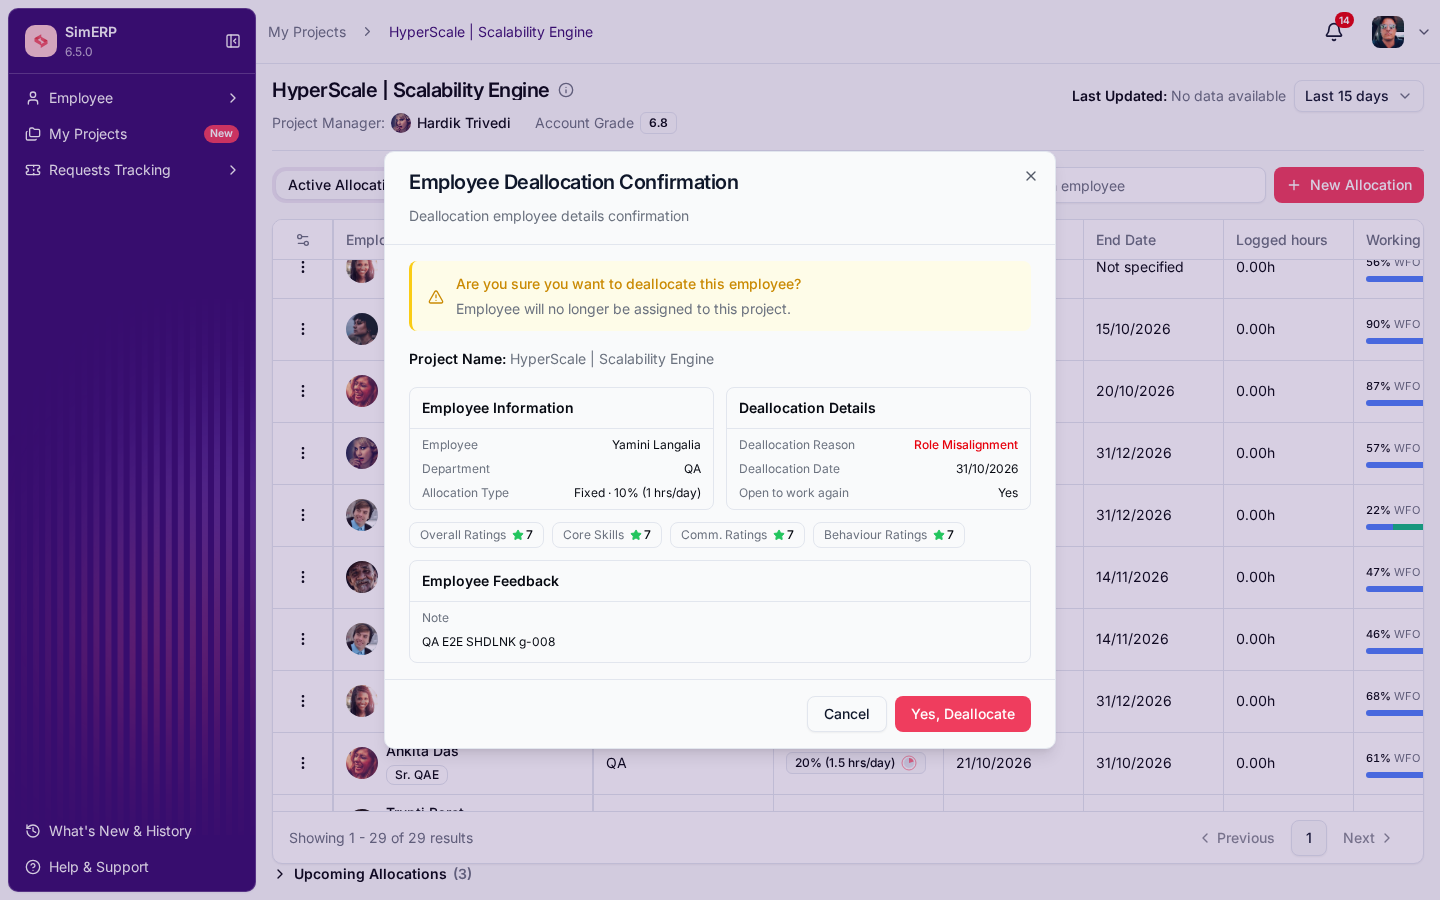 SimERP
6.5.0
Employee
My Projects
New
Requests Tracking
What's New & History
Help & Support
My Projects
HyperScale | Scalability Engine
14
HyperScale | Scalability Engine
Project Manager:
Hardik Trivedi
Account Grade
6.8
Last Updated: No data available
Last 15 days
Active Allocati
employee
New Allocation
Emplo
End Date
Logged hours
Working
Not specified
0.00h
56% WFO
15/10/2026
0.00h
90% WFO
20/10/2026
0.00h
87% WFO
31/12/2026
0.00h
57% WFO
31/12/2026
0.00h
22% WFO
14/11/2026
0.00h
47% WFO
14/11/2026
0.00h
46% WFO
31/12/2026
0.00h
68% WFO
Ankita Das
Sr. QAE
QA
20% (1.5 hrs/day)
21/10/2026
31/10/2026
0.00h
61% WFO
Showing 1 - 29 of 29 results
Previous
1
Next
Upcoming Allocations (3)
Employee Deallocation Confirmation
Deallocation employee details confirmation
Are you sure you want to deallocate this employee?
Employee will no longer be assigned to this project.
Project Name: HyperScale | Scalability Engine
Employee Information
Employee
Yamini Langalia
Department
QA
Allocation Type
Fixed · 10% (1 hrs/day)
Deallocation Details
Deallocation Reason
Role Misalignment
Deallocation Date
31/10/2026
Open to work again
Yes
Overall Ratings 7
Core Skills 7
Comm. Ratings 7
Behaviour Ratings 7
Employee Feedback
Note
QA E2E SHDLNK g-008
Cancel
Yes, Deallocate